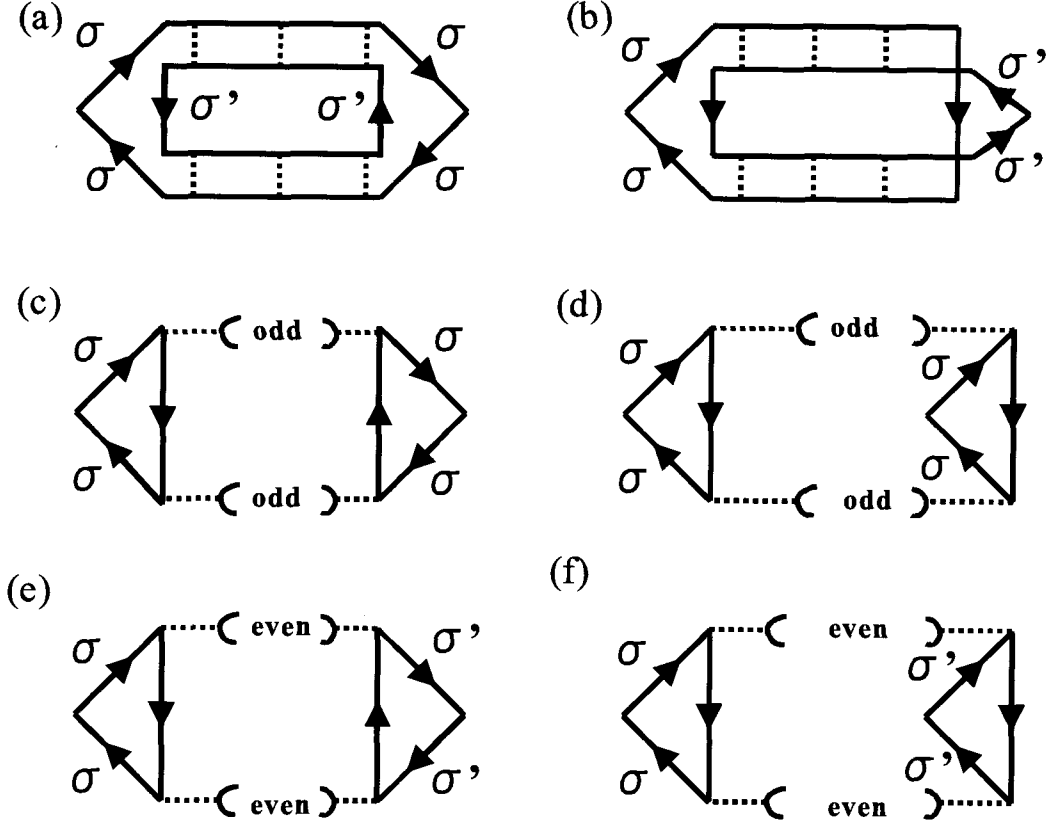 (a)
σ σ
σ’ σ’
σ σ
(b)
σ σ’
σ σ’
(c)
σ odd σ
σ odd σ
(d)
σ odd σ
σ odd σ
(e)
σ even σ’
σ even σ’
(f)
σ even σ’
σ even σ’